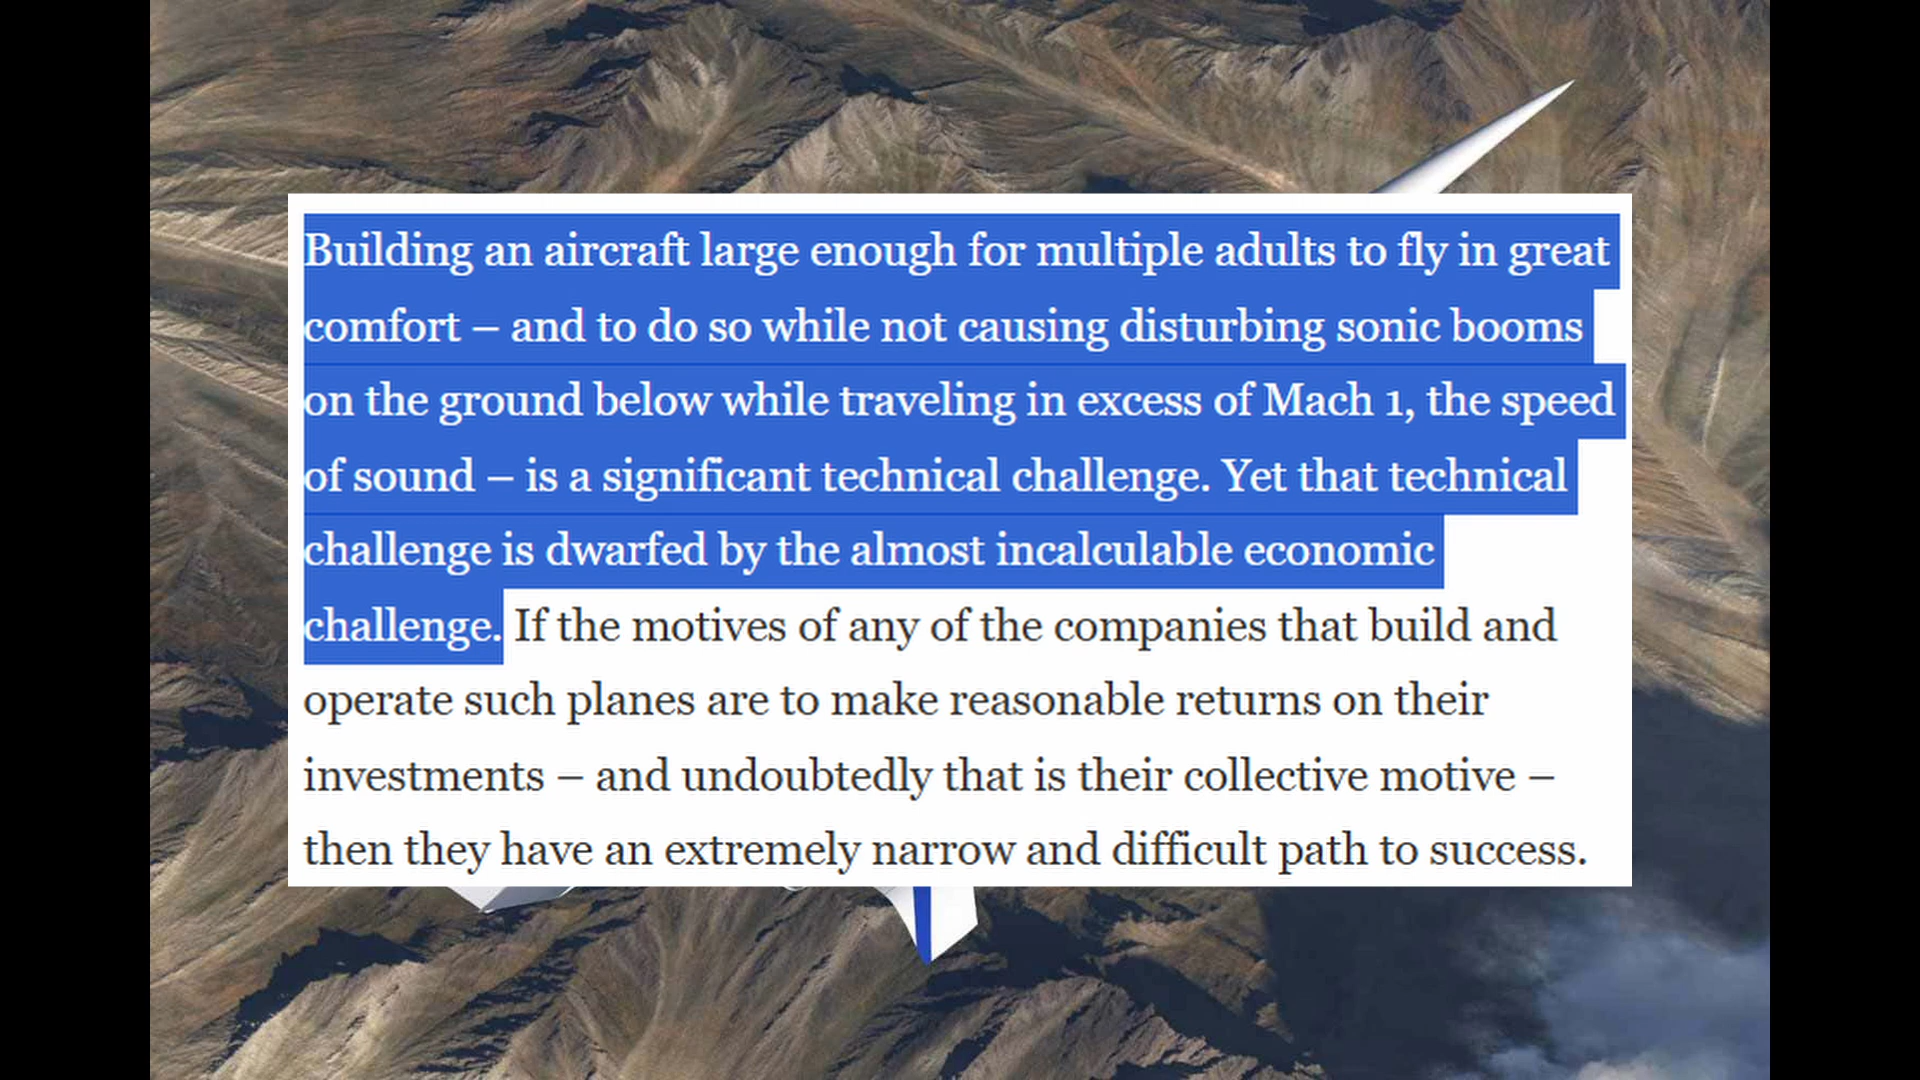 Building an aircraft large enough for multiple adults to fly in great
comfort – and to do so while not causing disturbing sonic booms
on the ground below while traveling in excess of Mach 1, the speed
of sound – is a significant technical challenge. Yet that technical
challenge is dwarfed by the almost incalculable economic
challenge. If the motives of any of the companies that build and
operate such planes are to make reasonable returns on their
investments – and undoubtedly that is their collective motive –
then they have an extremely narrow and difficult path to success.